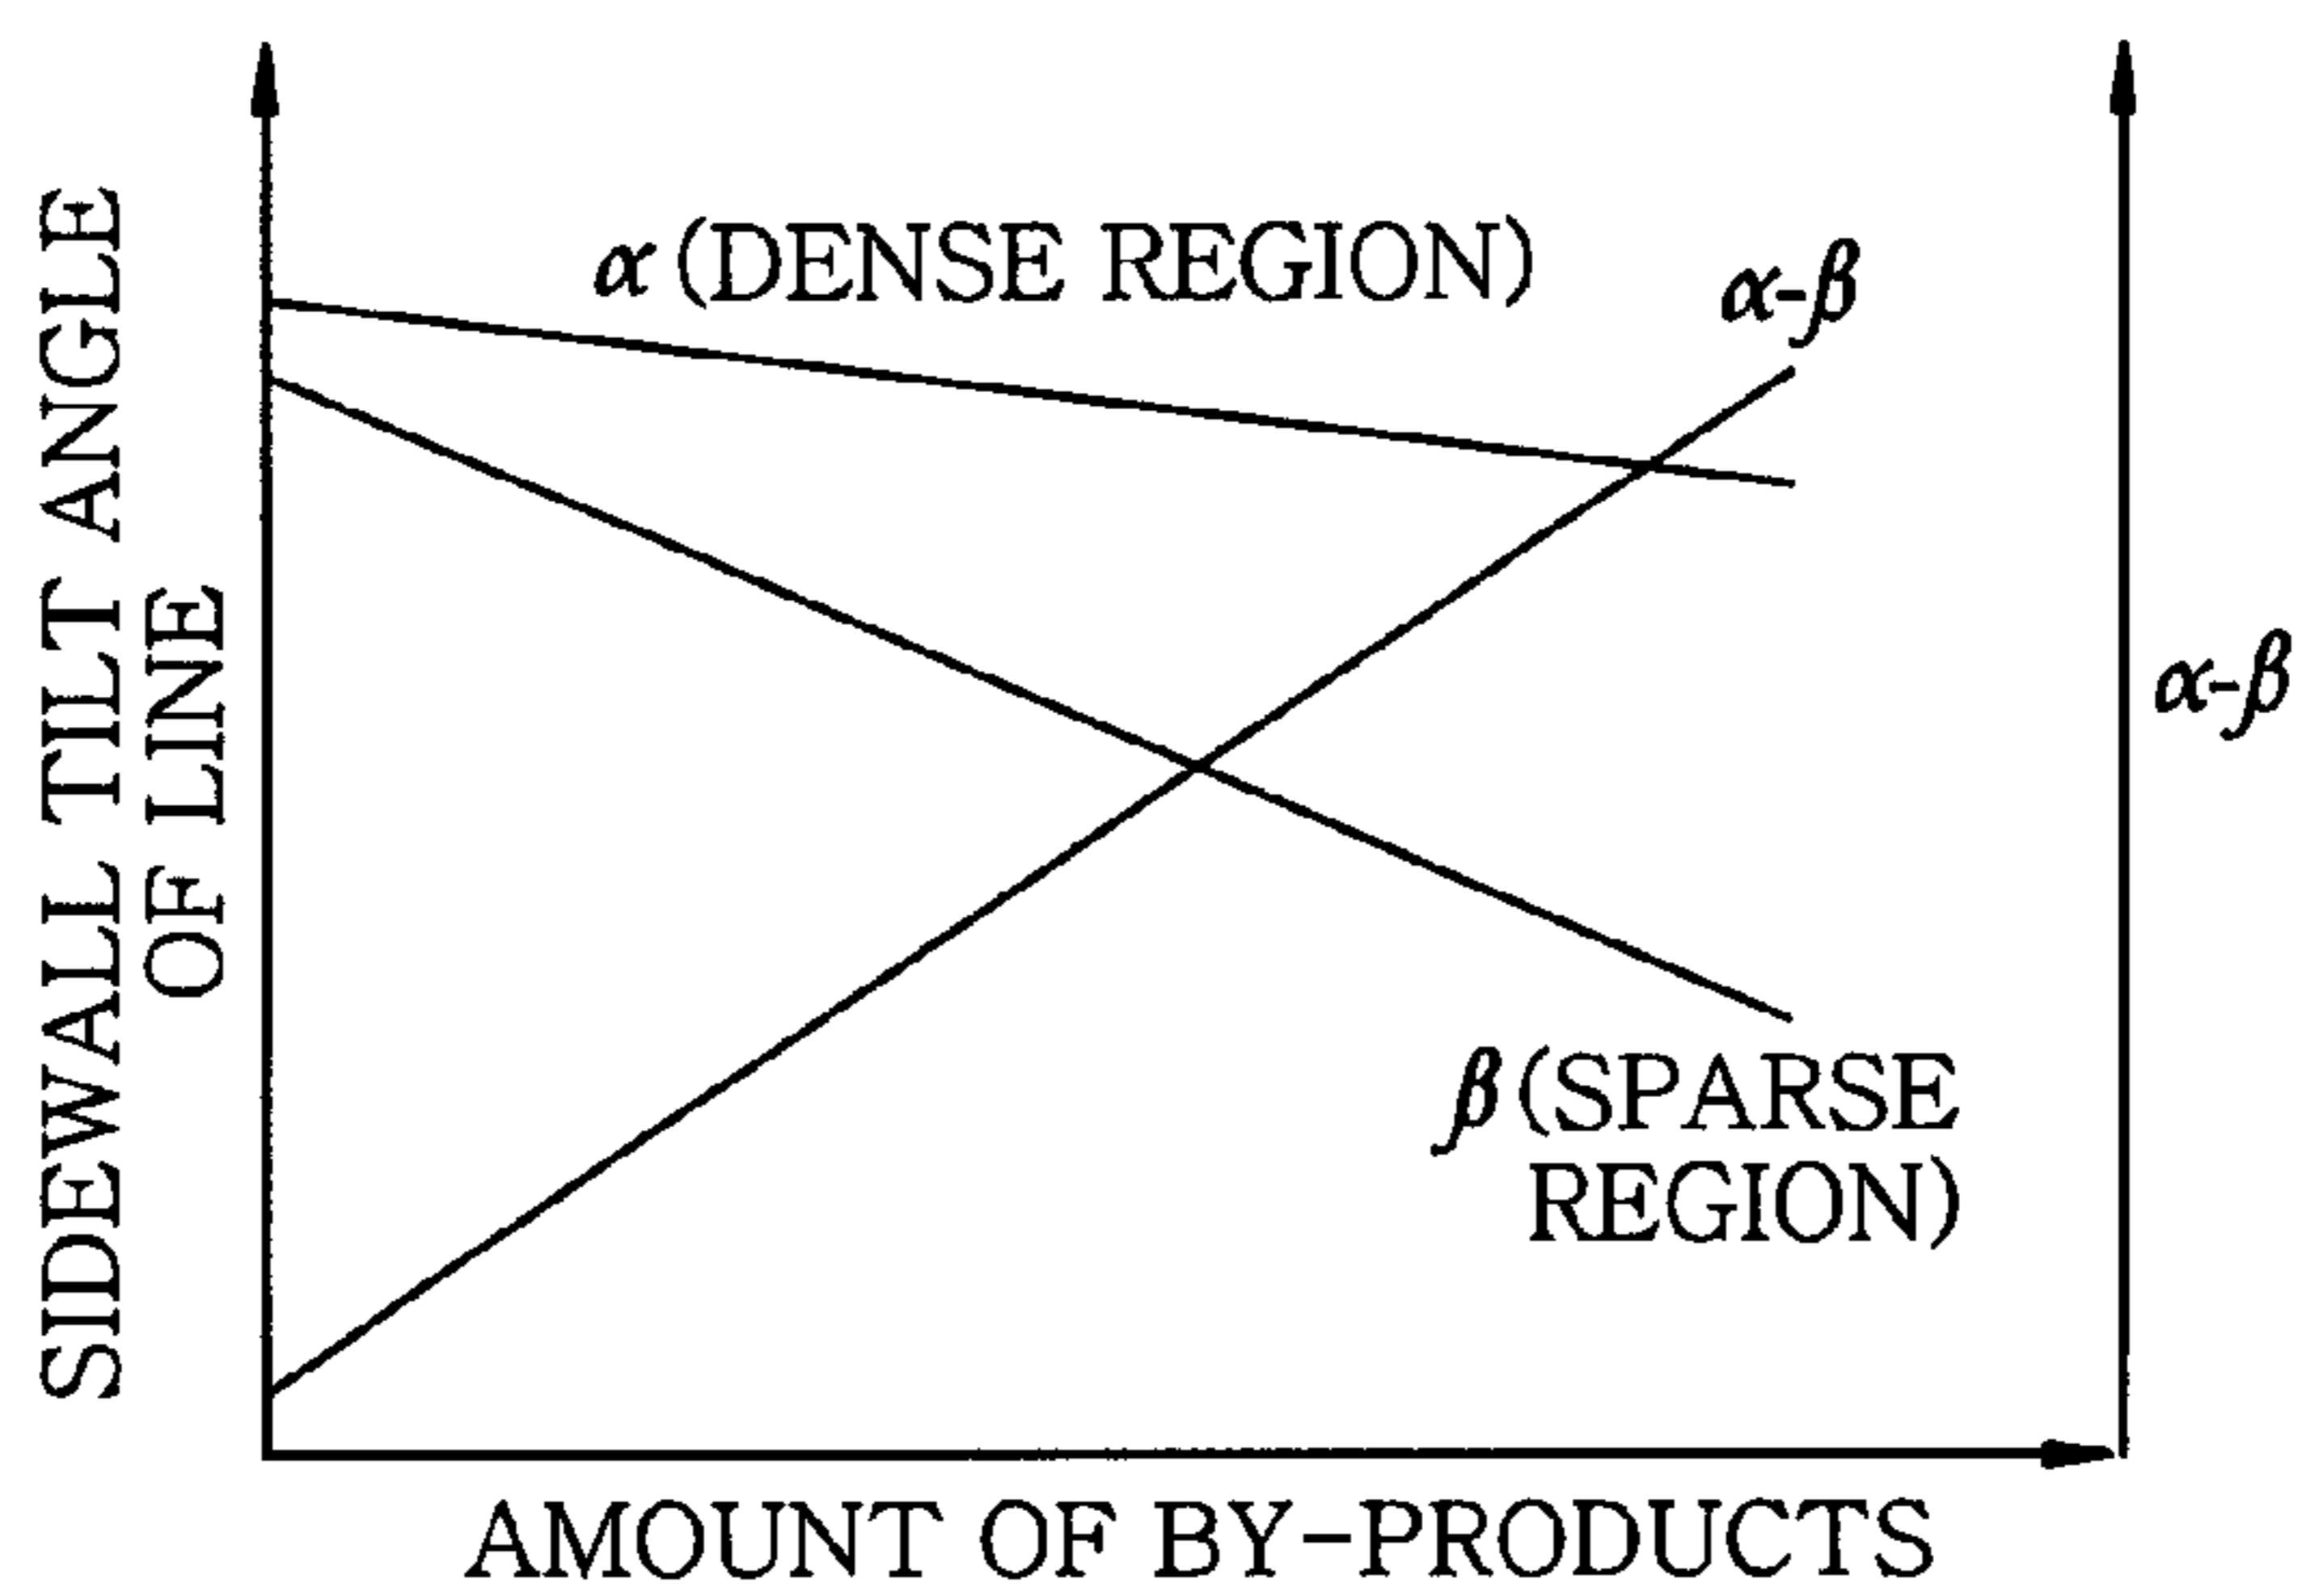 SIDEWALL TILT ANGLE
OF LINE
α (DENSE REGION)
α-β
α-β
β (SPARSE
REGION)
AMOUNT OF BY-PRODUCTS